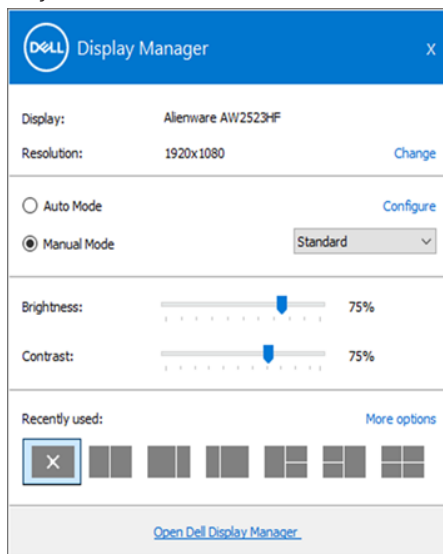 DELL Display Manager X
Display: Alienware AW2523HF
Resolution: 1920x1080 Change
Auto Mode Configure
Manual Mode Standard
Brightness: 75%
Contrast: 75%
Recently used: More options
Open Dell Display Manager